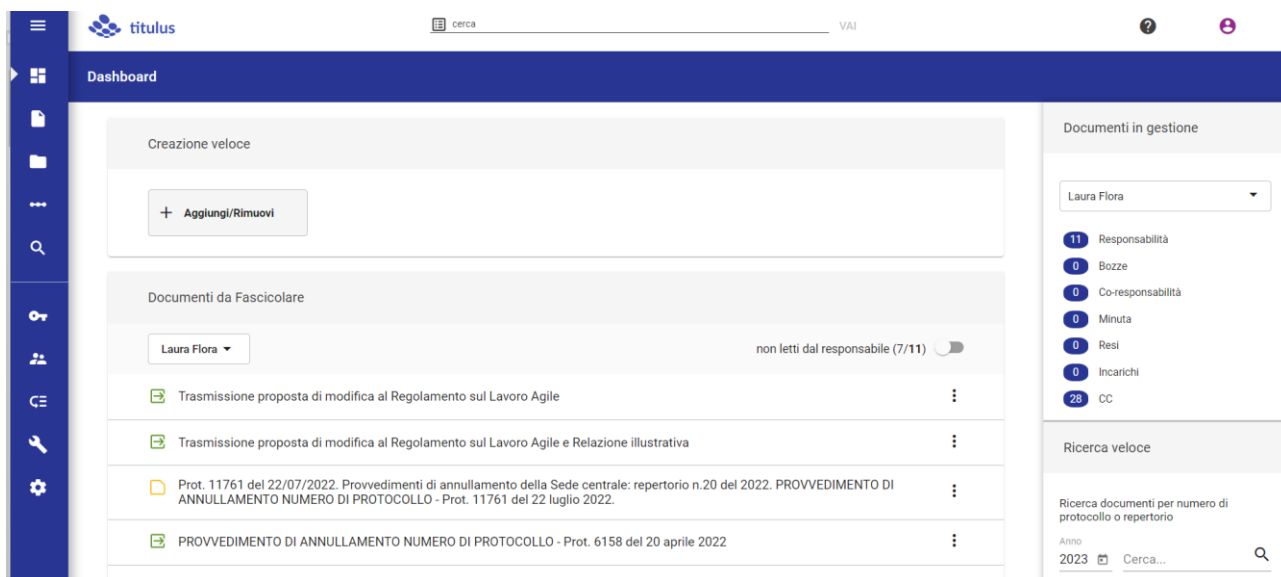 titulus
cerca
VAI
Dashboard
Creazione veloce
+ Aggiungi/Rimuovi
Documenti da Fascicolare
Laura Flora
non letti dal responsabile (7/11)
Trasmissione proposta di modifica al Regolamento sul Lavoro Agile
Trasmissione proposta di modifica al Regolamento sul Lavoro Agile e Relazione illustrativa
Prot. 11761 del 22/07/2022. Provvedimenti di annullamento della Sede centrale: repertorio n.20 del 2022. PROVVEDIMENTO DI
ANNULLAMENTO NUMERO DI PROTOCOLLO - Prot. 11761 del 22 luglio 2022.
PROVVEDIMENTO DI ANNULLAMENTO NUMERO DI PROTOCOLLO - Prot. 6158 del 20 aprile 2022
Documenti in gestione
Laura Flora
11 Responsabilità
0 Bozze
0 Co-responsabilità
0 Minuta
0 Resi
0 Incarichi
28 CC
Ricerca veloce
Ricerca documenti per numero di
protocollo o repertorio
Anno
2023 Cerca...